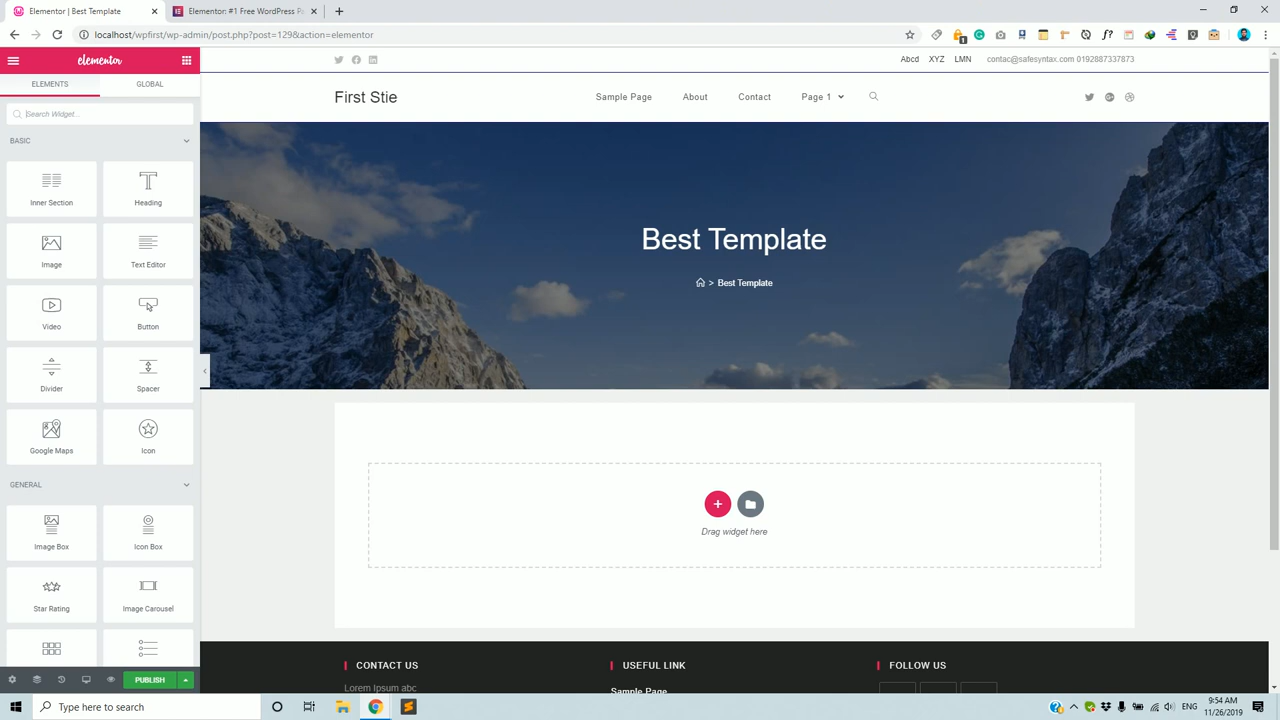 Elementor | Best Template
Elementor: #1 Free WordPress P
localhost/wpfirst/wp-admin/post.php?post=129&action=elementor
elementor
ELEMENTS
GLOBAL
Search Widget...
BASIC
Inner Section
Heading
Image
Text Editor
Video
Button
Divider
Spacer
Google Maps
Icon
GENERAL
Image Box
Icon Box
Star Rating
Image Carousel
PUBLISH
Abcd XYZ LMN contac@safesyntax.com 0192887337873
First Stie
Sample Page About Contact Page 1
Best Template
> Best Template
Drag widget here
CONTACT US
Lorem Ipsum abc
USEFUL LINK
Sample Page
FOLLOW US
Type here to search
ENG
9:54 AM
11/26/2019